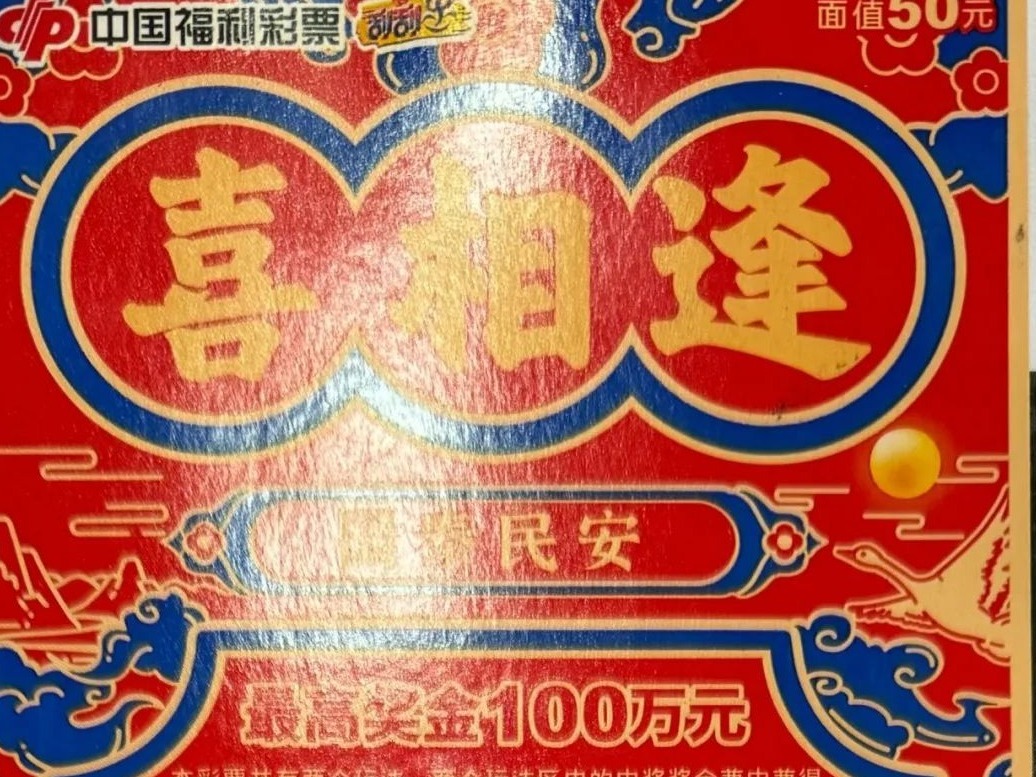 中国福利彩票 刮刮乐 面值50元
喜相逢
国泰民安
最高奖金100万元